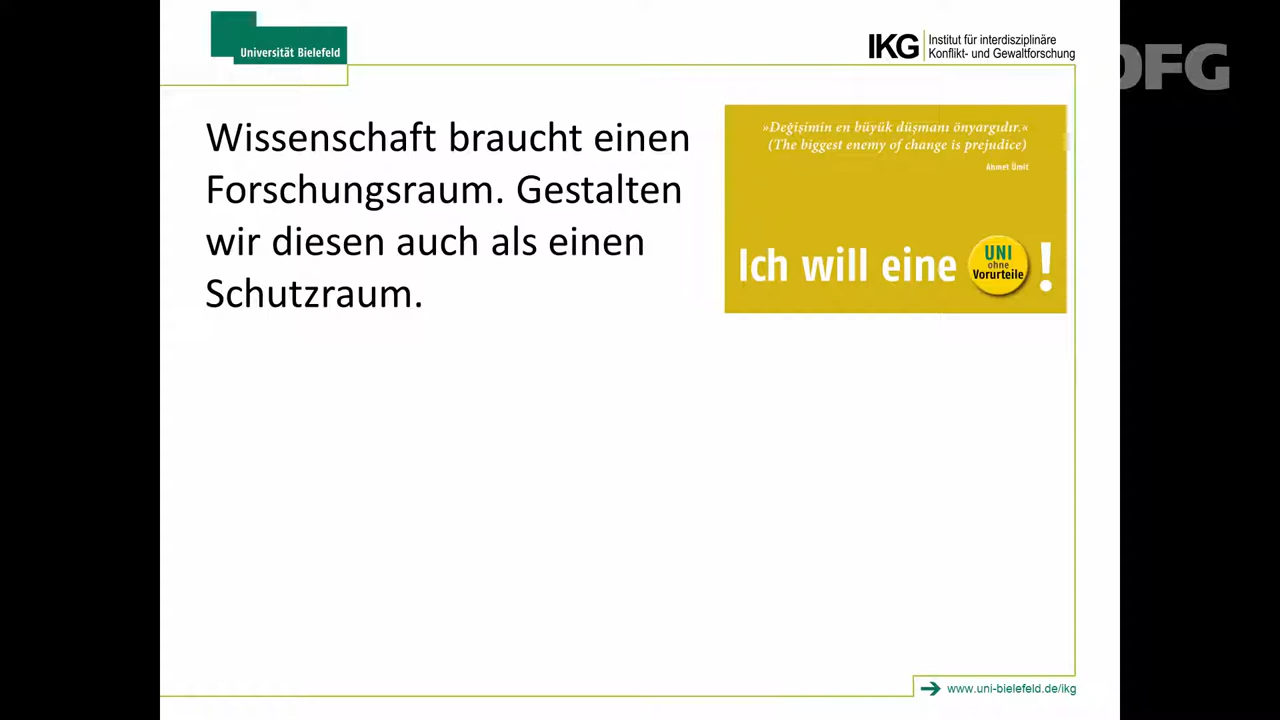 Universität Bielefeld
IKG
Institut für interdisziplinäre
Konflikt- und Gewaltforschung
DFG
Wissenschaft braucht einen
Forschungsraum. Gestalten
wir diesen auch als einen
Schutzraum.
»Değişimin en büyük düşmanı önyargıdır.«
(The biggest enemy of change is prejudice)
Ahmet Ümit
Ich will eine UNI ohne Vorurteile !
www.uni-bielefeld.de/ikg